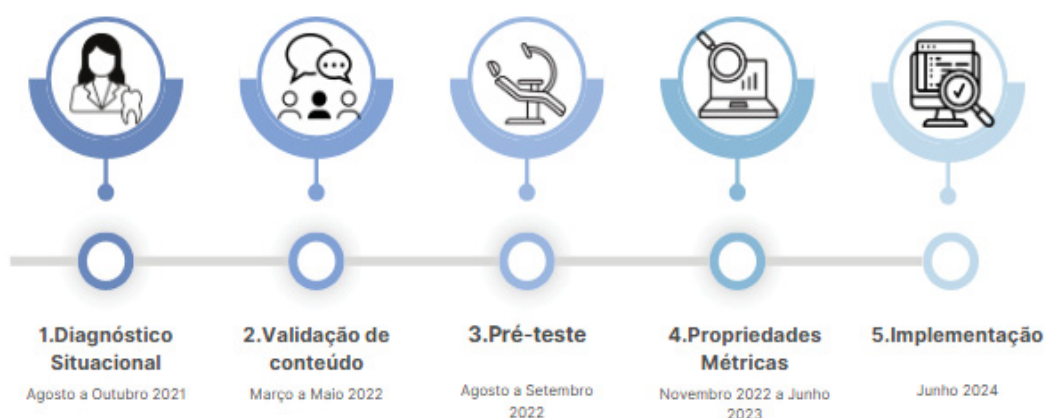 1.Diagnóstico
Situacional
Agosto a Outubro 2021
2.Validação de
conteúdo
Março a Maio 2022
3.Pré-teste
Agosto a Setembro
2022
4.Propriedades
Métricas
Novembro 2022 a Junho
2023
5.Implementação
Junho 2024